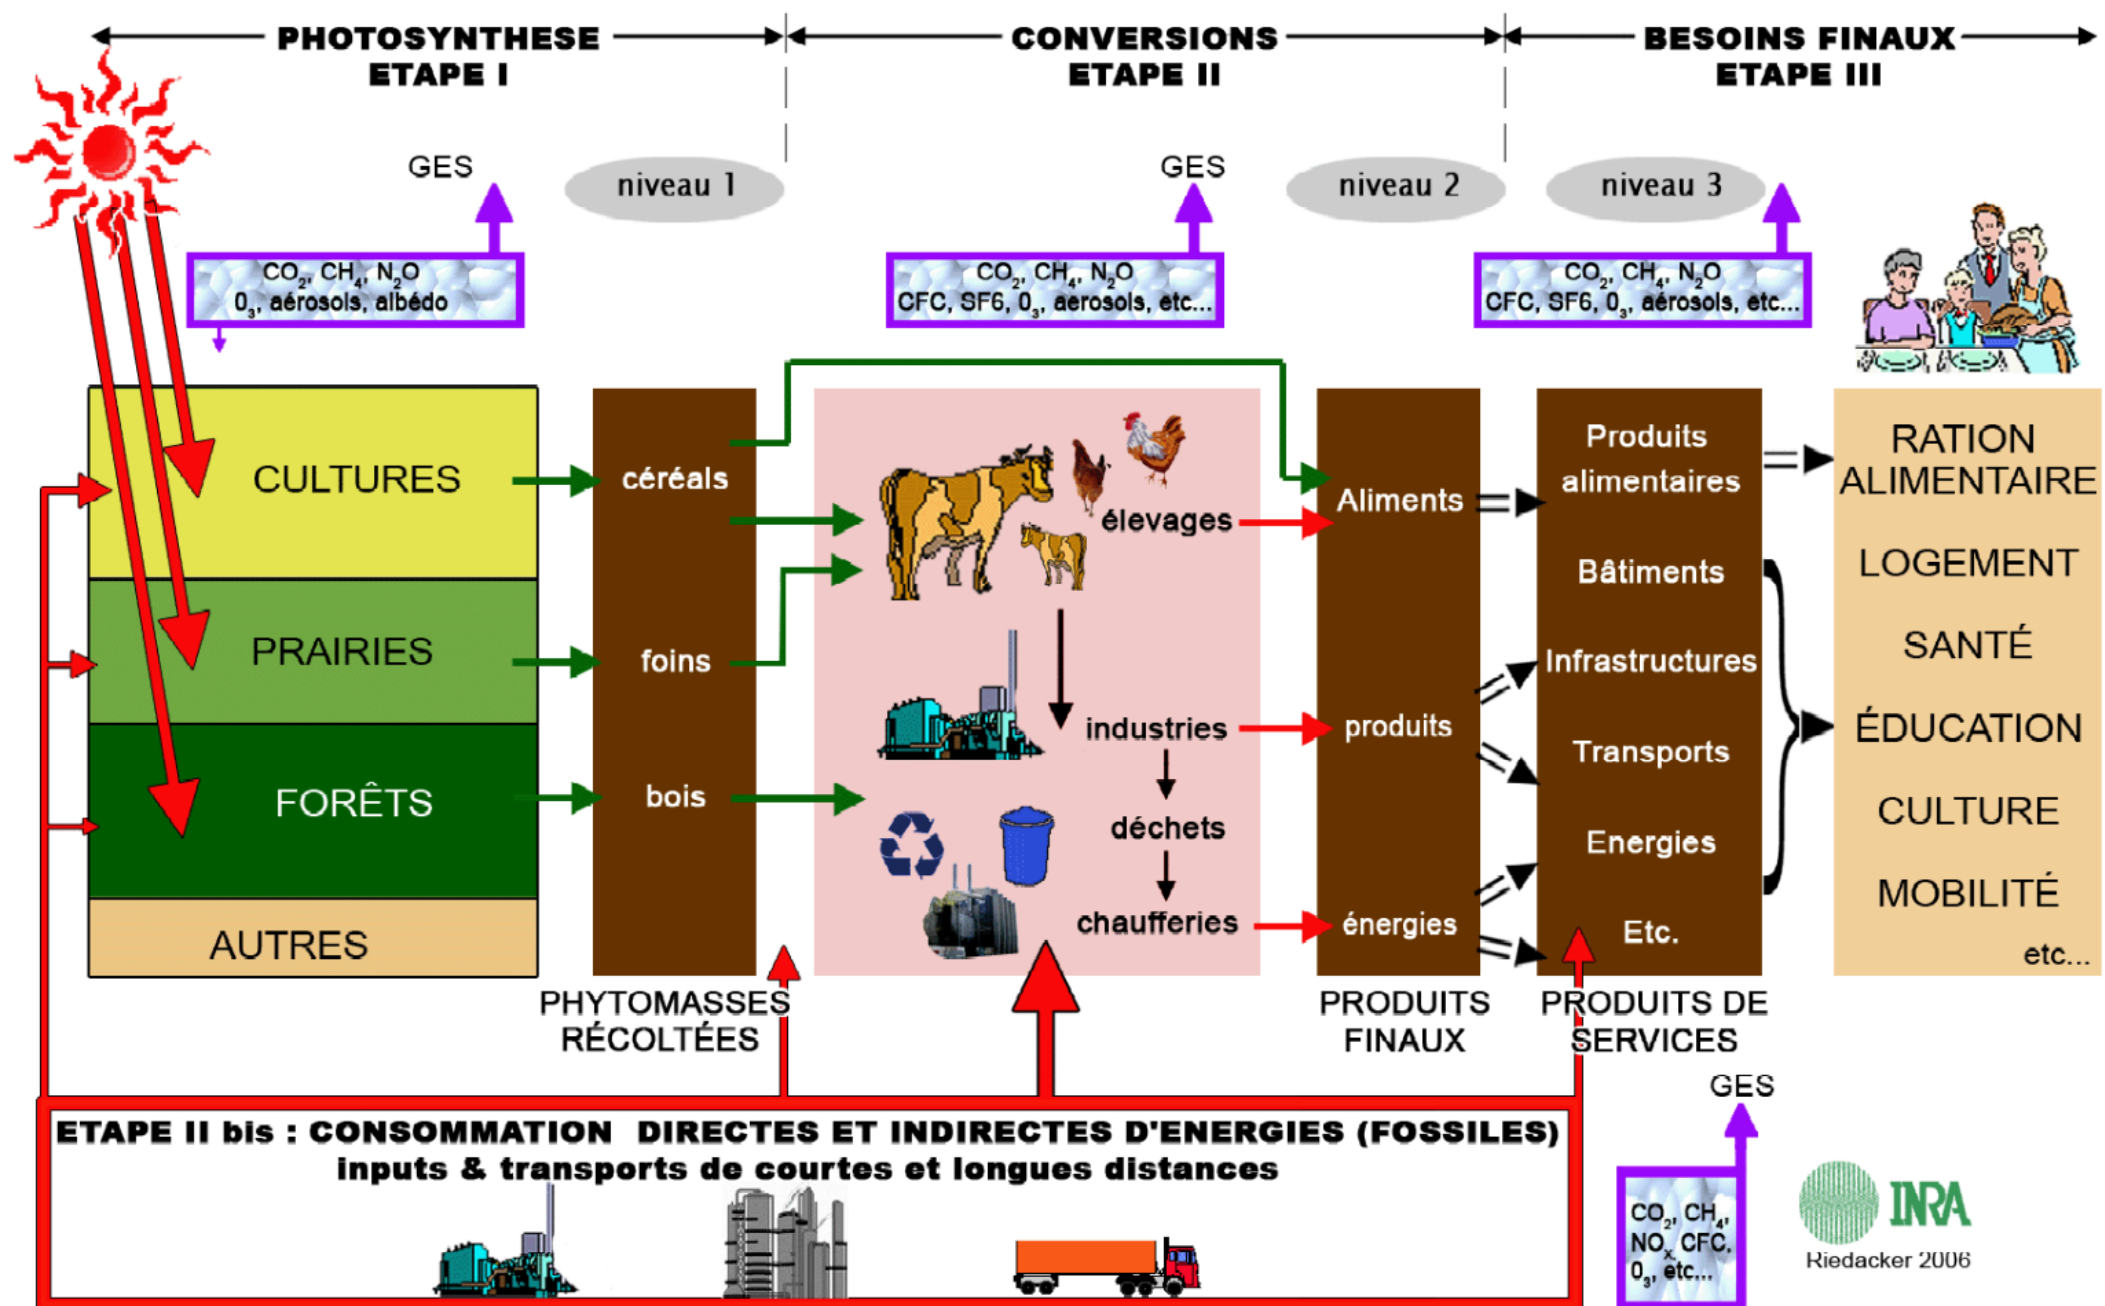 PHOTOSYNTHESE
ETAPE I
CONVERSIONS
ETAPE II
BESOINS FINAUX
ETAPE III
GES
niveau 1
GES
niveau 2
niveau 3
CO2, CH4, N2O
03, aérosols, albédo
CO2, CH4, N2O
CFC, SF6, 03, aerosols, etc...
CO2, CH4, N2O
CFC, SF6, 03, aérosols, etc...
CULTURES
PRAIRIES
FORÊTS
AUTRES
céréals
foins
bois
PHYTOMASSES
RÉCOLTÉES
élevages
industries
déchets
chaufferies
Aliments
produits
énergies
PRODUITS
FINAUX
Produits
alimentaires
Bâtiments
Infrastructures
Transports
Energies
Etc.
PRODUITS DE
SERVICES
RATION
ALIMENTAIRE
LOGEMENT
SANTÉ
ÉDUCATION
CULTURE
MOBILITÉ
etc...
ETAPE II bis : CONSOMMATION DIRECTES ET INDIRECTES D'ENERGIES (FOSSILES)
inputs & transports de courtes et longues distances
GES
CO2, CH4,
NOx, CFC,
03, etc...
INRA
Riedacker 2006